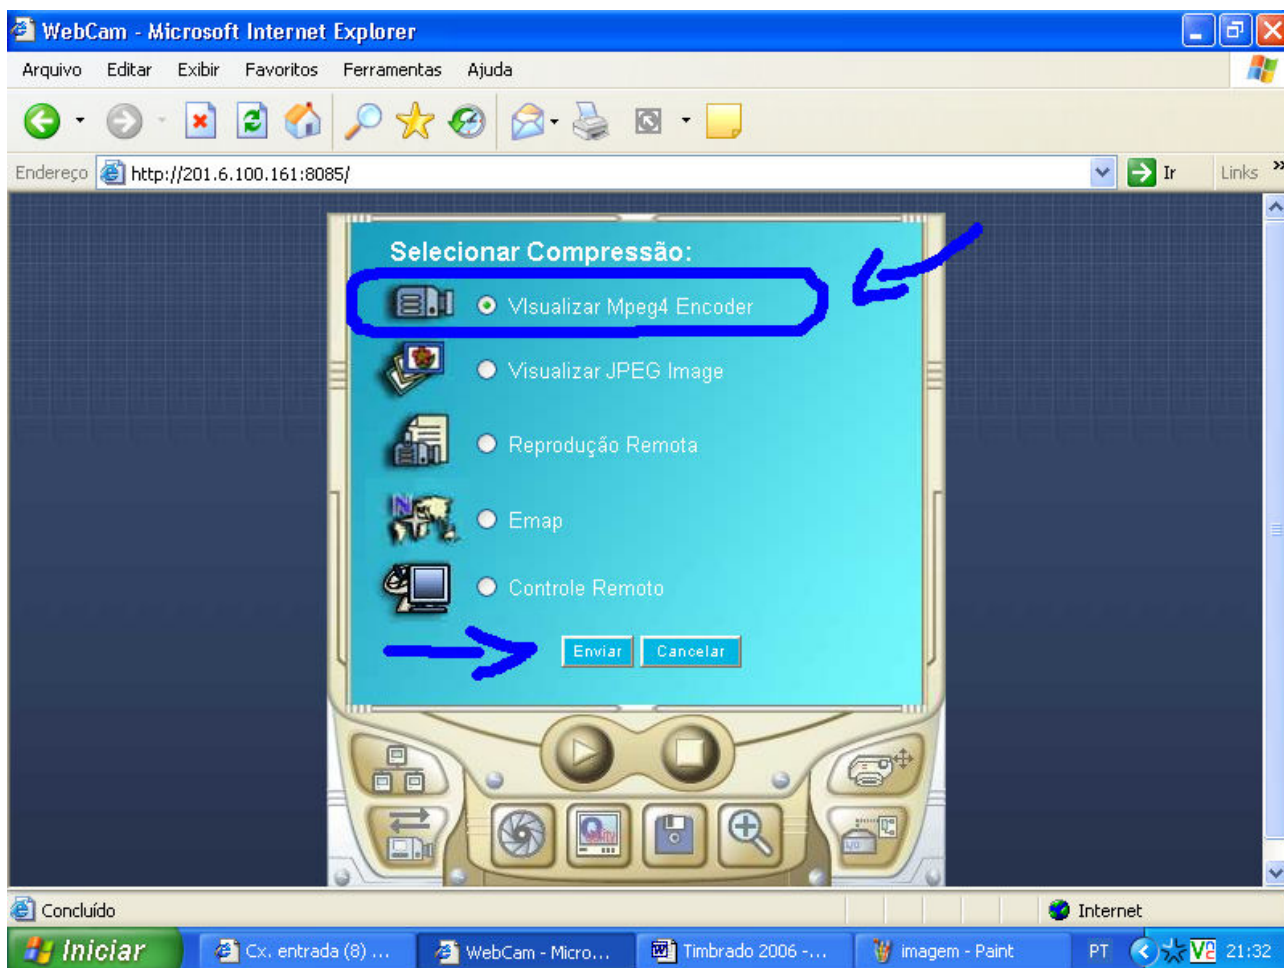 WebCam - Microsoft Internet Explorer
Arquivo Editar Exibir Favoritos Ferramentas Ajuda
Endereço http://201.6.100.161:8085/ Ir Links »
Selecionar Compressão:
VIsualizar Mpeg4 Encoder
Visualizar JPEG Image
Reprodução Remota
N
Emap
Controle Remoto
Enviar Cancelar
Concluído Internet
Iniciar Cx. entrada (8) ... WebCam - Micro... Timbrado 2006 -... imagem - Paint PT 21:32